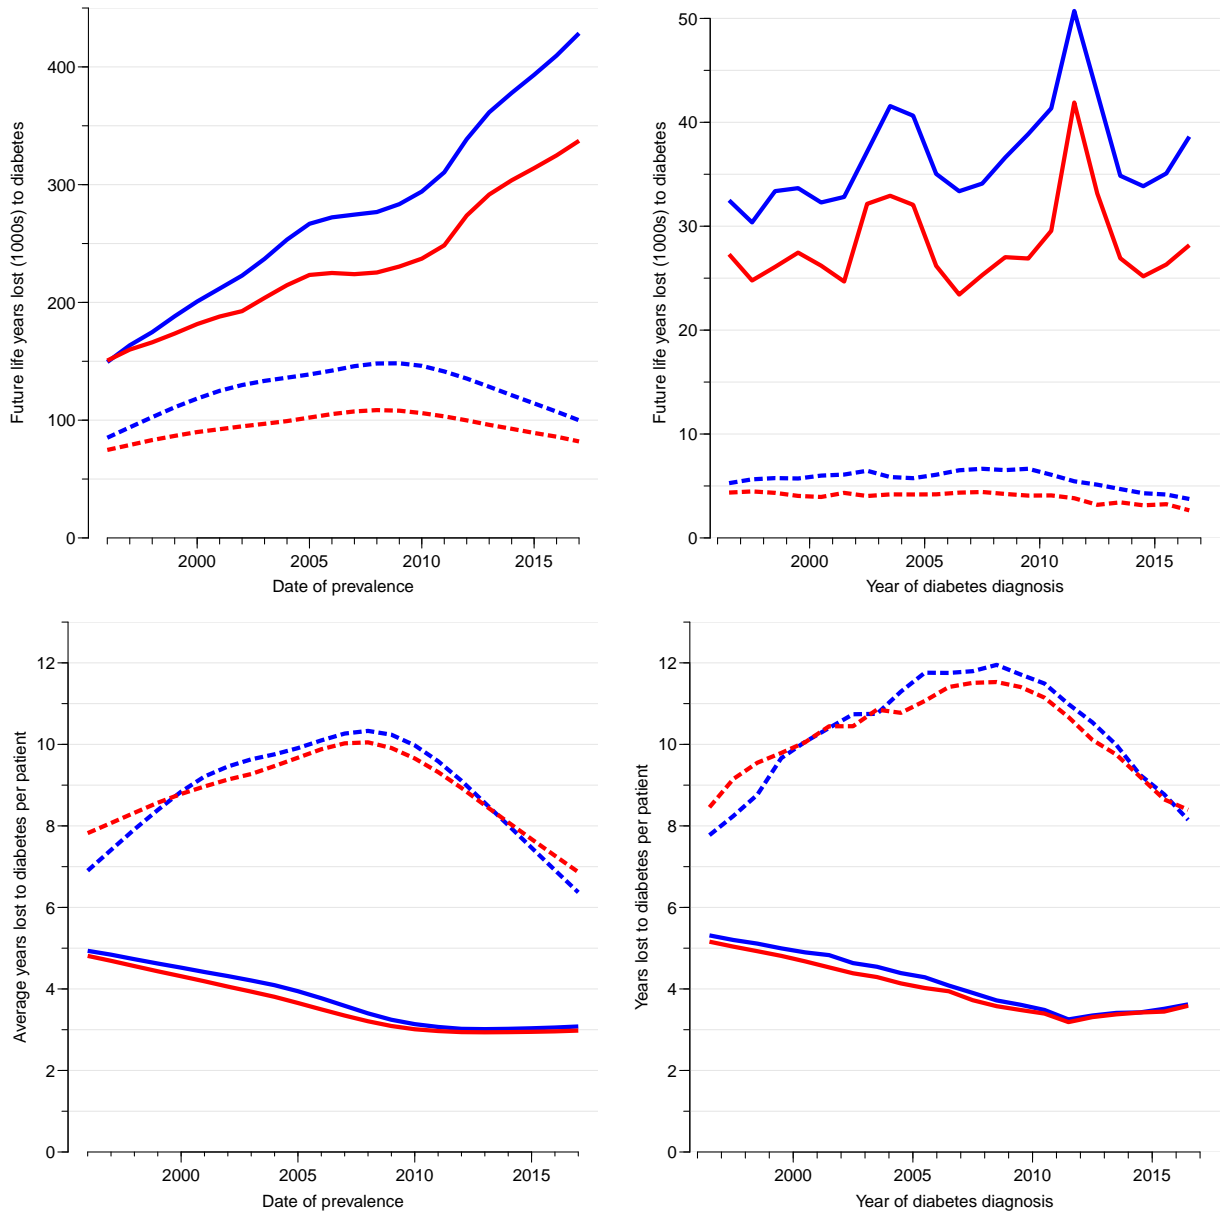 Future life years lost (1000s) to diabetes
400
300
200
100
0
2000 2005 2010 2015
Date of prevalence
Future life years lost (1000s) to diabetes
50
40
30
20
10
0
2000 2005 2010 2015
Year of diabetes diagnosis
Average years lost to diabetes per patient
12
10
8
6
4
2
0
2000 2005 2010 2015
Date of prevalence
Years lost to diabetes per patient
12
10
8
6
4
2
0
2000 2005 2010 2015
Year of diabetes diagnosis